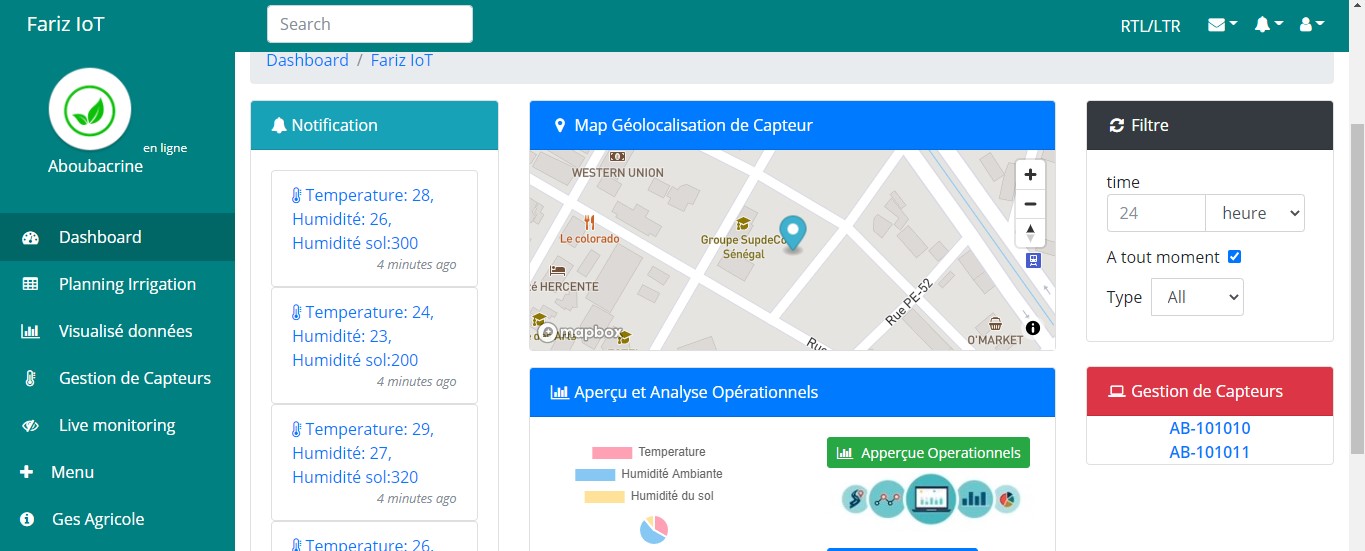 Fariz IoT
Search
RTL/LTR
en ligne
Aboubacrine
Dashboard
Planning Irrigation
Visualisé données
Gestion de Capteurs
Live monitoring
Menu
Ges Agricole
Dashboard / Fariz IoT
Notification
Temperature: 28,
Humidité: 26,
Humidité sol:300
4 minutes ago
Temperature: 24,
Humidité: 23,
Humidité sol:200
4 minutes ago
Temperature: 29,
Humidité: 27,
Humidité sol:320
4 minutes ago
Temperature: 26,
Map Géolocalisation de Capteur
WESTERN UNION
Le colorado
Groupe SupdeCo
Sénégal
HERCENTE
Rue PE-52
O'MARKET
Rue
mapbox
Aperçu et Analyse Opérationnels
Temperature
Humidité Ambiante
Humidité du sol
Apperçue Operationnels
Filtre
time
24 heure
A tout moment
Type All
Gestion de Capteurs
AB-101010
AB-101011